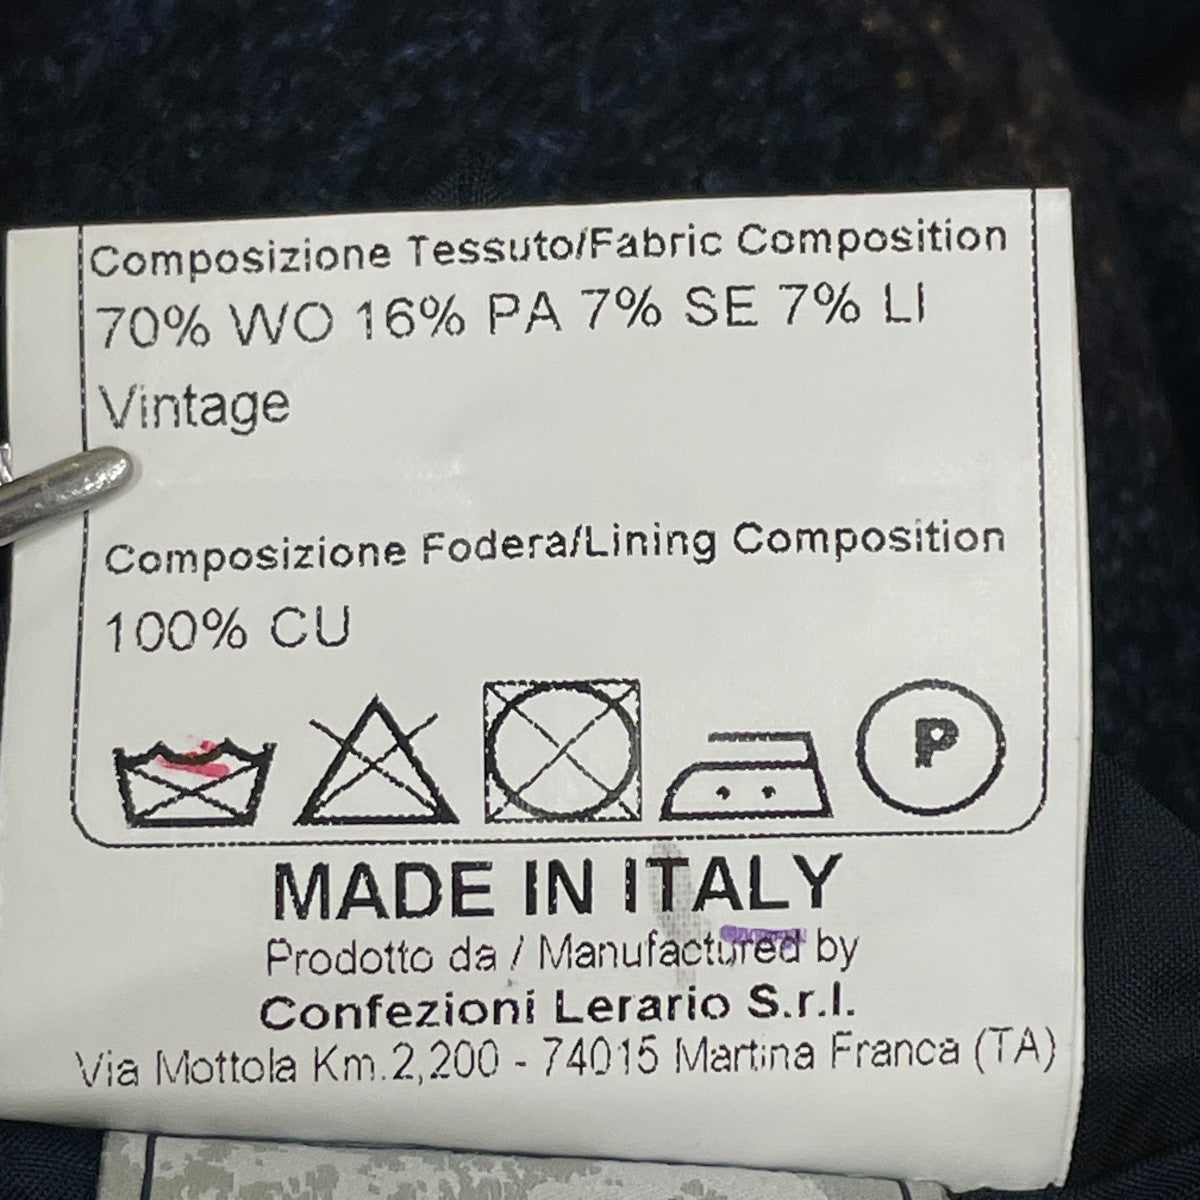 Composizione Tessuto/Fabric Composition
70% WO 16% PA 7% SE 7% LI
Vintage
Composizione Fodera/Lining Composition
100% CU
P
MADE IN ITALY
Prodotto da / Manufactured by
Confezioni Lerario S.r.l.
Via Mottola Km.2,200 - 74015 Martina Franca (TA)